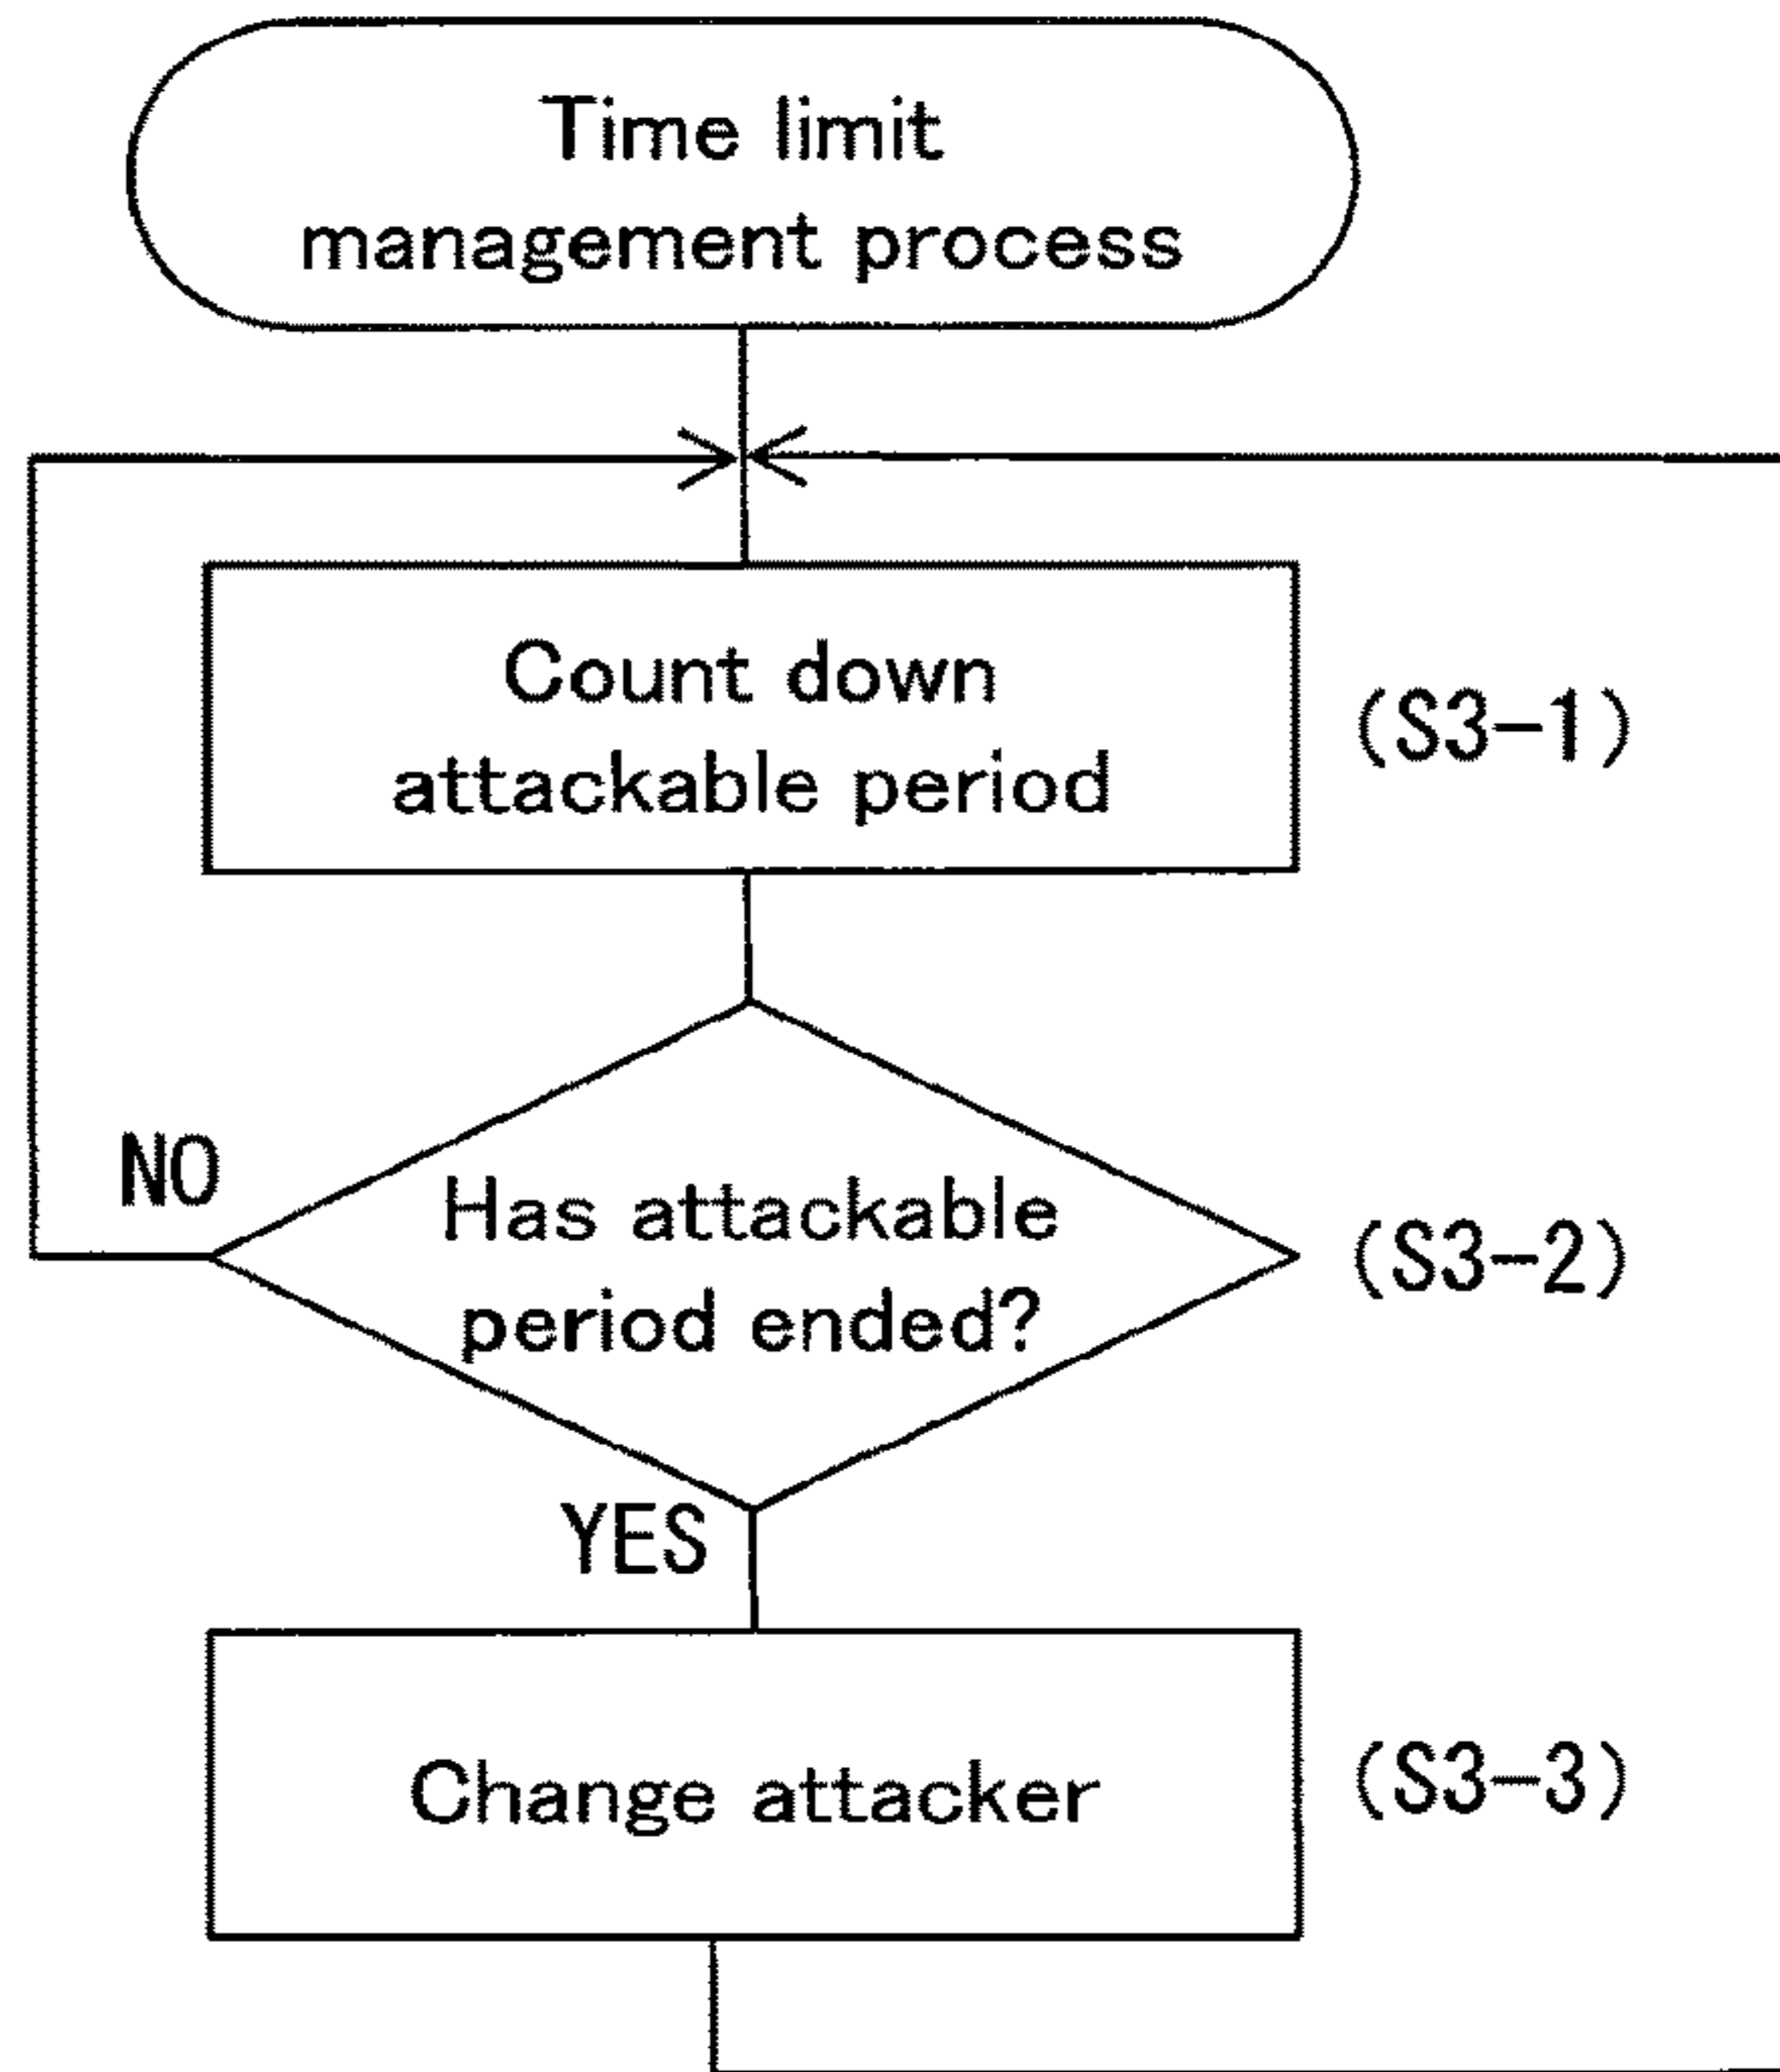 Time limit
management process
Count down
attackable period
(S3-1)
NO
Has attackable
period ended?
(S3-2)
YES
Change attacker
(S3-3)